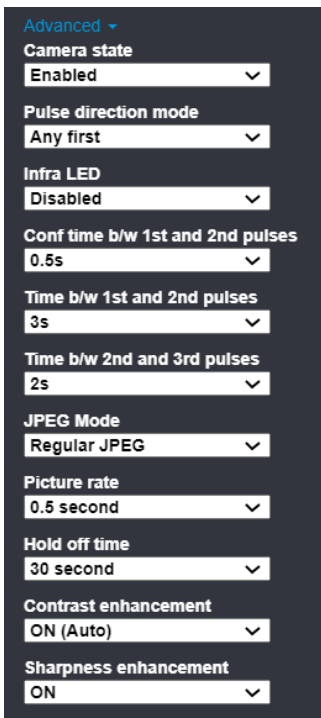 Advanced
Camera state
Enabled
Pulse direction mode
Any first
Infra LED
Disabled
Conf time b/w 1st and 2nd pulses
0.5s
Time b/w 1st and 2nd pulses
3s
Time b/w 2nd and 3rd pulses
2s
JPEG Mode
Regular JPEG
Picture rate
0.5 second
Hold off time
30 second
Contrast enhancement
ON (Auto)
Sharpness enhancement
ON